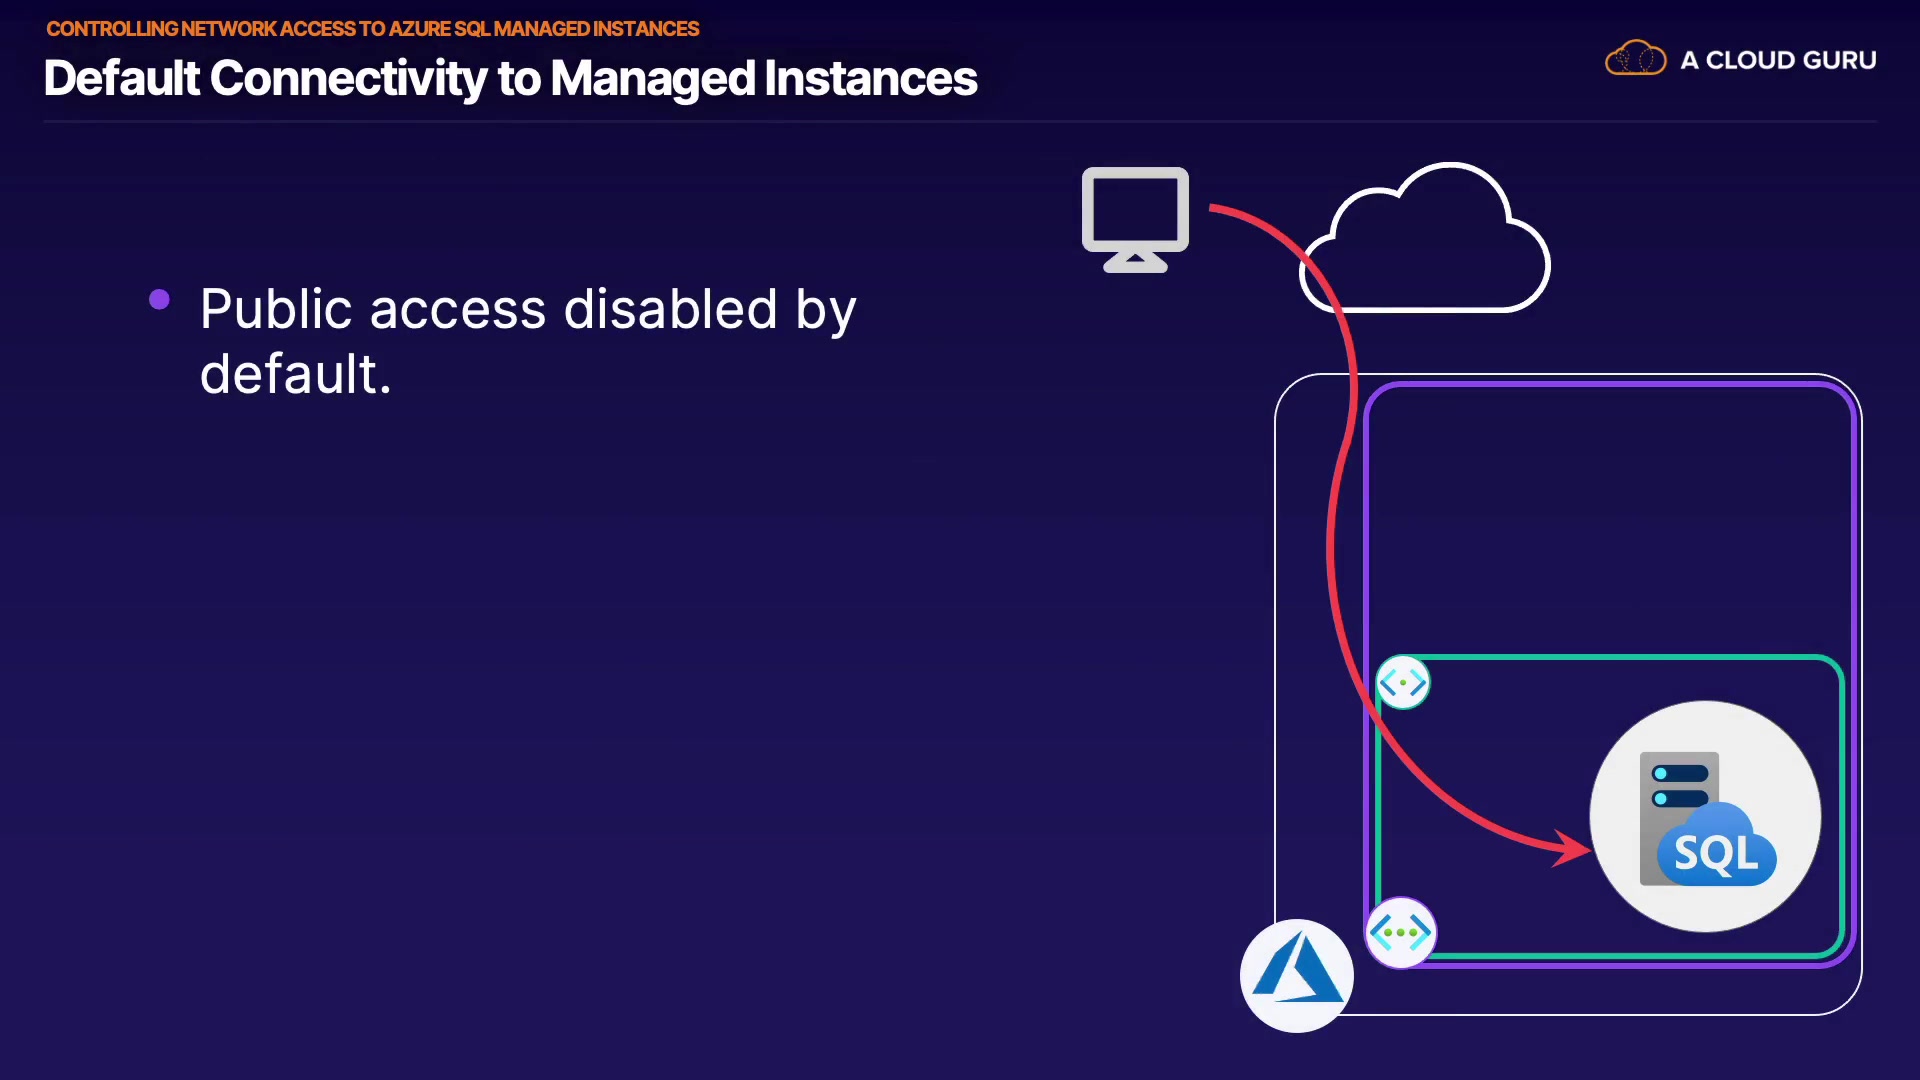 CONTROLLING NETWORK ACCESS TO AZURE SQL MANAGED INSTANCES
Default Connectivity to Managed Instances
A CLOUD GURU
Public access disabled by
default.
SQL